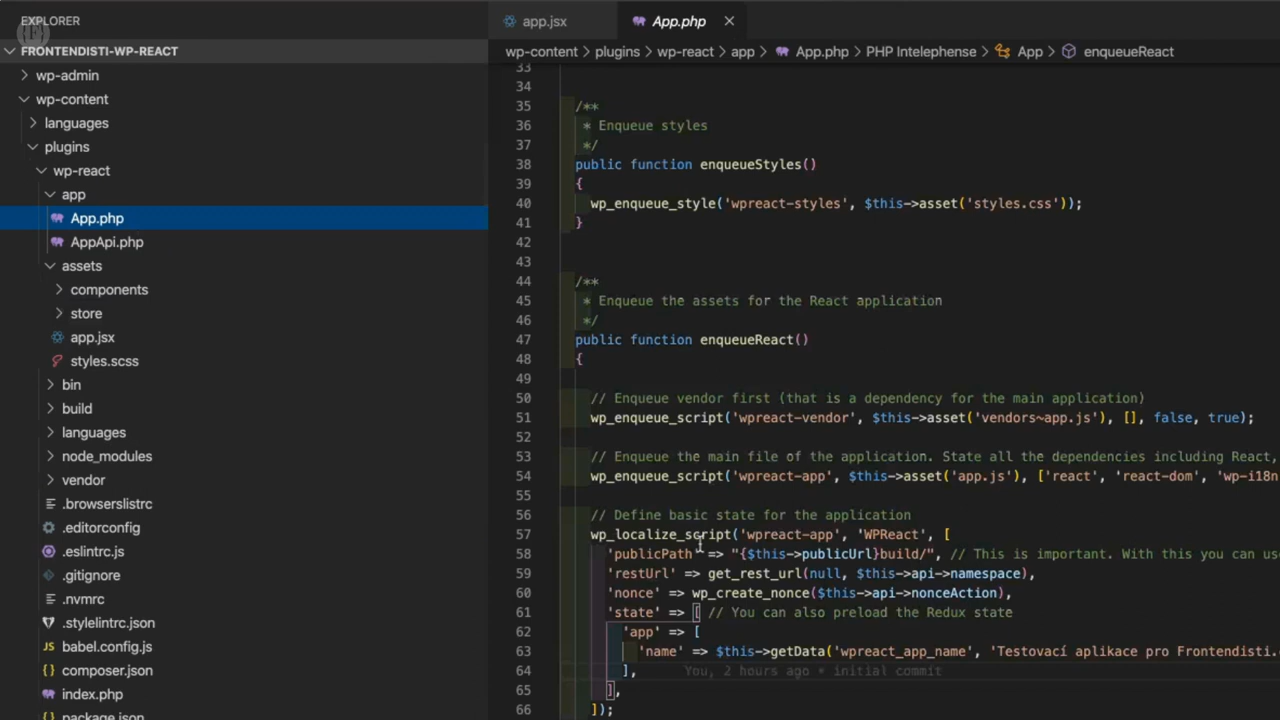 EXPLORER
FRONTENDISTI-WP-REACT
wp-admin
wp-content
languages
plugins
wp-react
app
App.php
AppApi.php
assets
components
store
app.jsx
styles.scss
bin
build
languages
node_modules
vendor
.browserslistrc
.editorconfig
.eslintrc.js
.gitignore
.nvmrc
.stylelintrc.json
babel.config.js
composer.json
index.php
package.json
app.jsx
App.php
wp-content > plugins > wp-react > app > App.php > PHP Intelephense > App > enqueueReact
33
34
35 /**
36 * Enqueue styles
37 */
38 public function enqueueStyles()
39 {
40 wp_enqueue_style('wpreact-styles', $this->asset('styles.css'));
41 }
42
43
44 /**
45 * Enqueue the assets for the React application
46 */
47 public function enqueueReact()
48 {
49
50 // Enqueue vendor first (that is a dependency for the main application)
51 wp_enqueue_script('wpreact-vendor', $this->asset('vendors~app.js'), [], false, true);
52
53 // Enqueue the main file of the application. State all the dependencies including React,
54 wp_enqueue_script('wpreact-app', $this->asset('app.js'), ['react', 'react-dom', 'wp-i18n
55
56 // Define basic state for the application
57 wp_localize_script('wpreact-app', 'WPReact', [
58 'publicPath' => "{$this->publicUrl}build/", // This is important. With this you can use
59 'restUrl' => get_rest_url(null, $this->api->namespace),
60 'nonce' => wp_create_nonce($this->api->nonceAction),
61 'state' => [ // You can also preload the Redux state
62 'app' => [
63 'name' => $this->getData('wpreact_app_name', 'Testovací aplikace pro Frontendisti.c
64 ], You, 2 hours ago • initial commit
65 ],
66 ]);